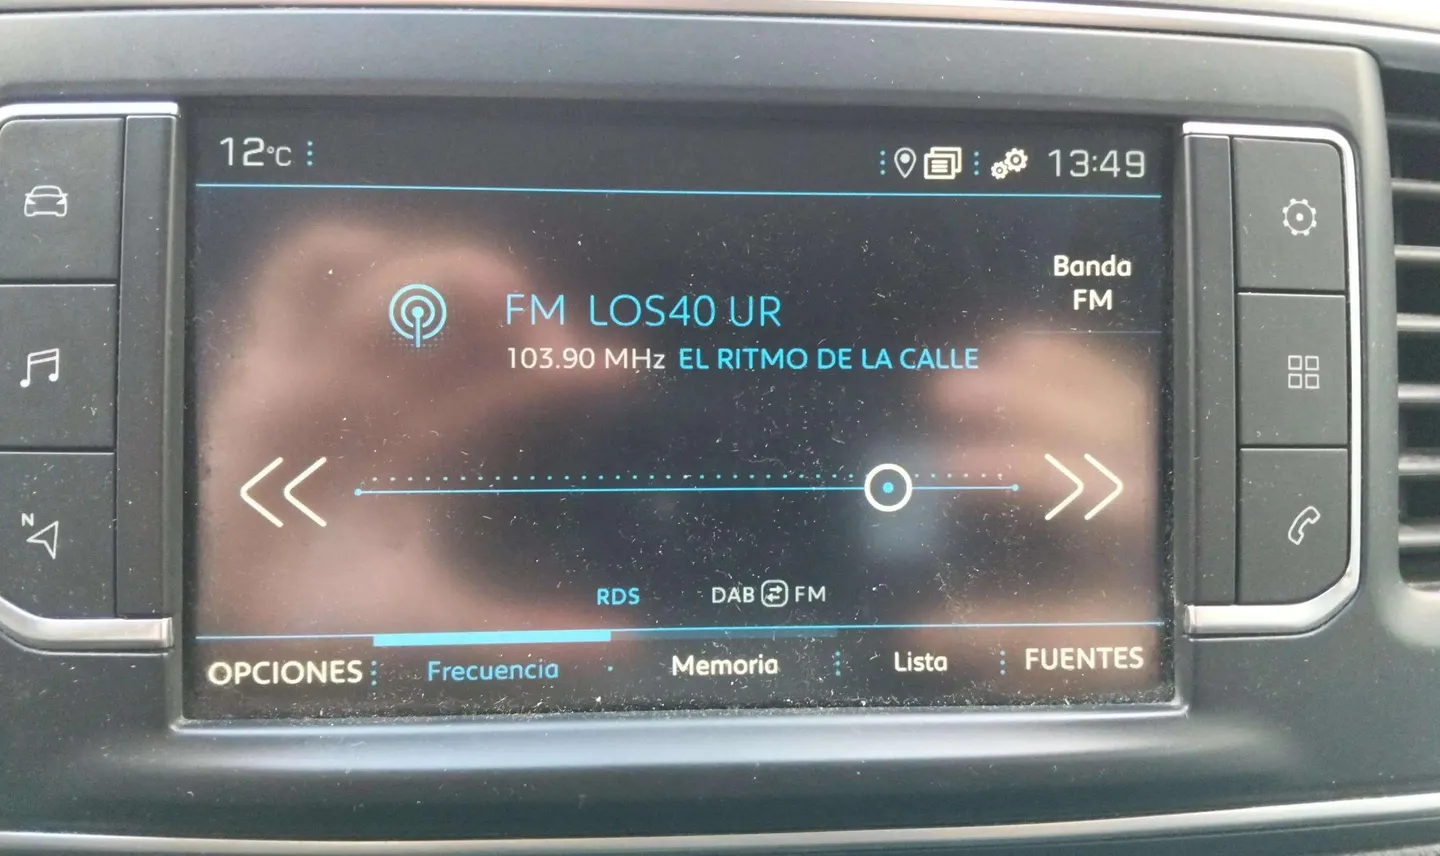 12°C
13:49
Banda
FM
FM LOS40 UR
103.90 MHz EL RITMO DE LA CALLE
N
RDS DAB FM
OPCIONES Frecuencia Memoria Lista FUENTES